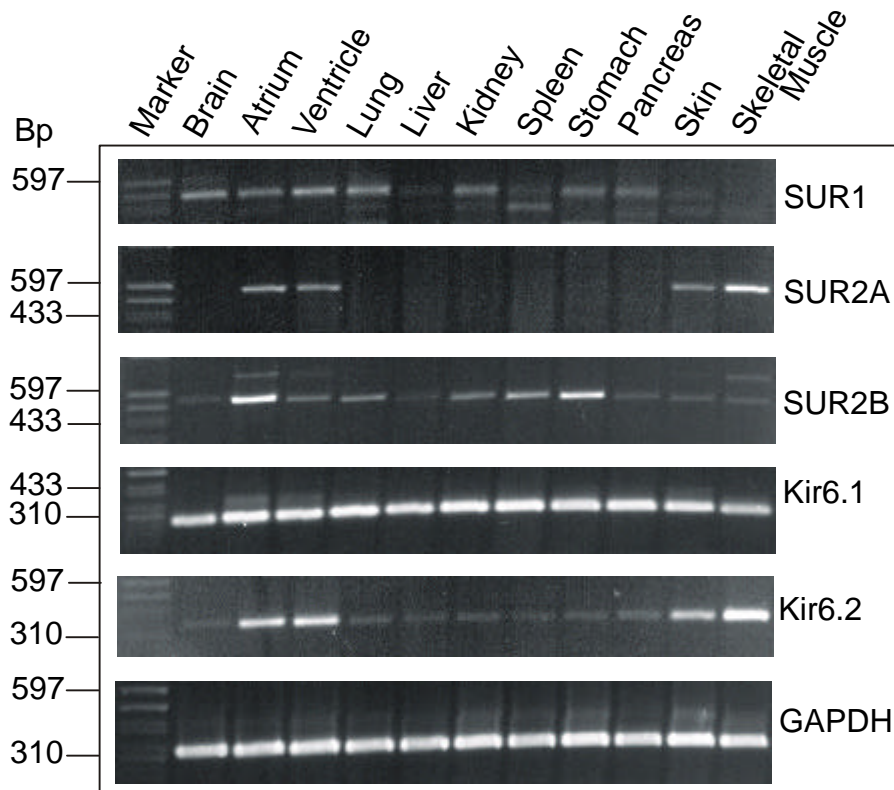 Bp
Marker
Brain
Atrium
Ventricle
Lung
Liver
Kidney
Spleen
Stomach
Pancreas
Skin
Skeletal
Muscle
597
SUR1
597
433
SUR2A
597
433
SUR2B
433
310
Kir6.1
597
310
Kir6.2
597
310
GAPDH